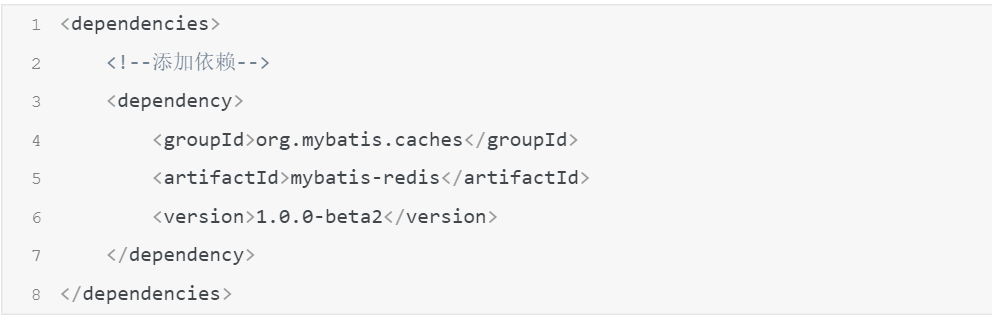 1 <dependencies>
2     <!--添加依赖-->
3     <dependency>
4         <groupId>org.mybatis.caches</groupId>
5         <artifactId>mybatis-redis</artifactId>
6         <version>1.0.0-beta2</version>
7     </dependency>
8 </dependencies>